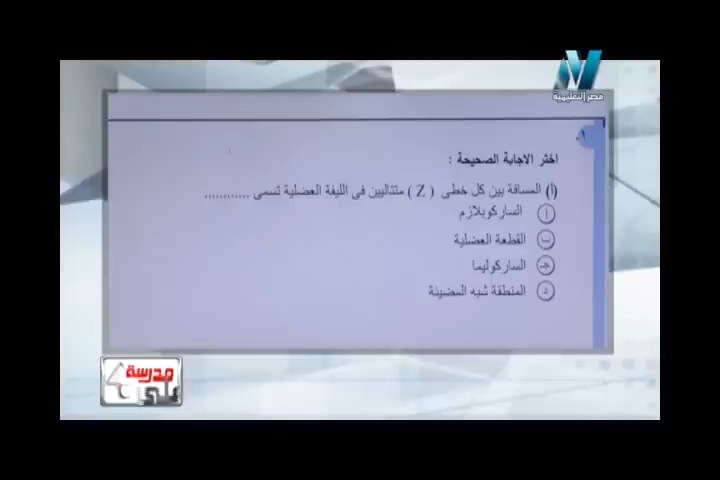 مصر التعليمية
اختر الاجابة الصحيحة :
(أ) المسافة بين كل خطى ( Z ) متتاليين فى الليفة العضلية تسمى ............
أ الساركوبلازم
ب القطعة العضلية
ج الساركوليما
د المنطقة شبه المضيئة
مدرسة
على